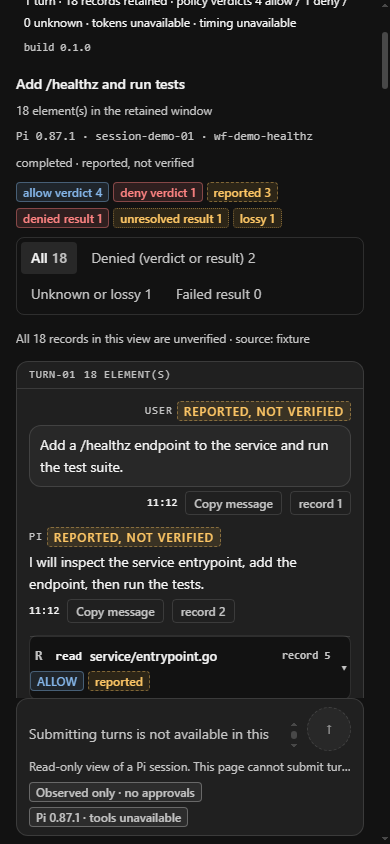 1 turn · 18 records retained · policy verdicts 4 allow / 1 deny /
0 unknown · tokens unavailable · timing unavailable
build 0.1.0
Add /healthz and run tests
18 element(s) in the retained window
Pi 0.87.1 · session-demo-01 · wf-demo-healthz
completed · reported, not verified
allow verdict 4 deny verdict 1 reported 3
denied result 1 unresolved result 1 lossy 1
All 18 Denied (verdict or result) 2
Unknown or lossy 1 Failed result 0
All 18 records in this view are unverified · source: fixture
TURN-01 18 ELEMENT(S)
USER REPORTED, NOT VERIFIED
Add a /healthz endpoint to the service and run
the test suite.
11:12 Copy message record 1
PI REPORTED, NOT VERIFIED
I will inspect the service entrypoint, add the
endpoint, then run the tests.
11:12 Copy message record 2
R read service/entrypoint.go record 5
ALLOW reported
Submitting turns is not available in this
Read-only view of a Pi session. This page cannot submit tur...
Observed only · no approvals
Pi 0.87.1 · tools unavailable